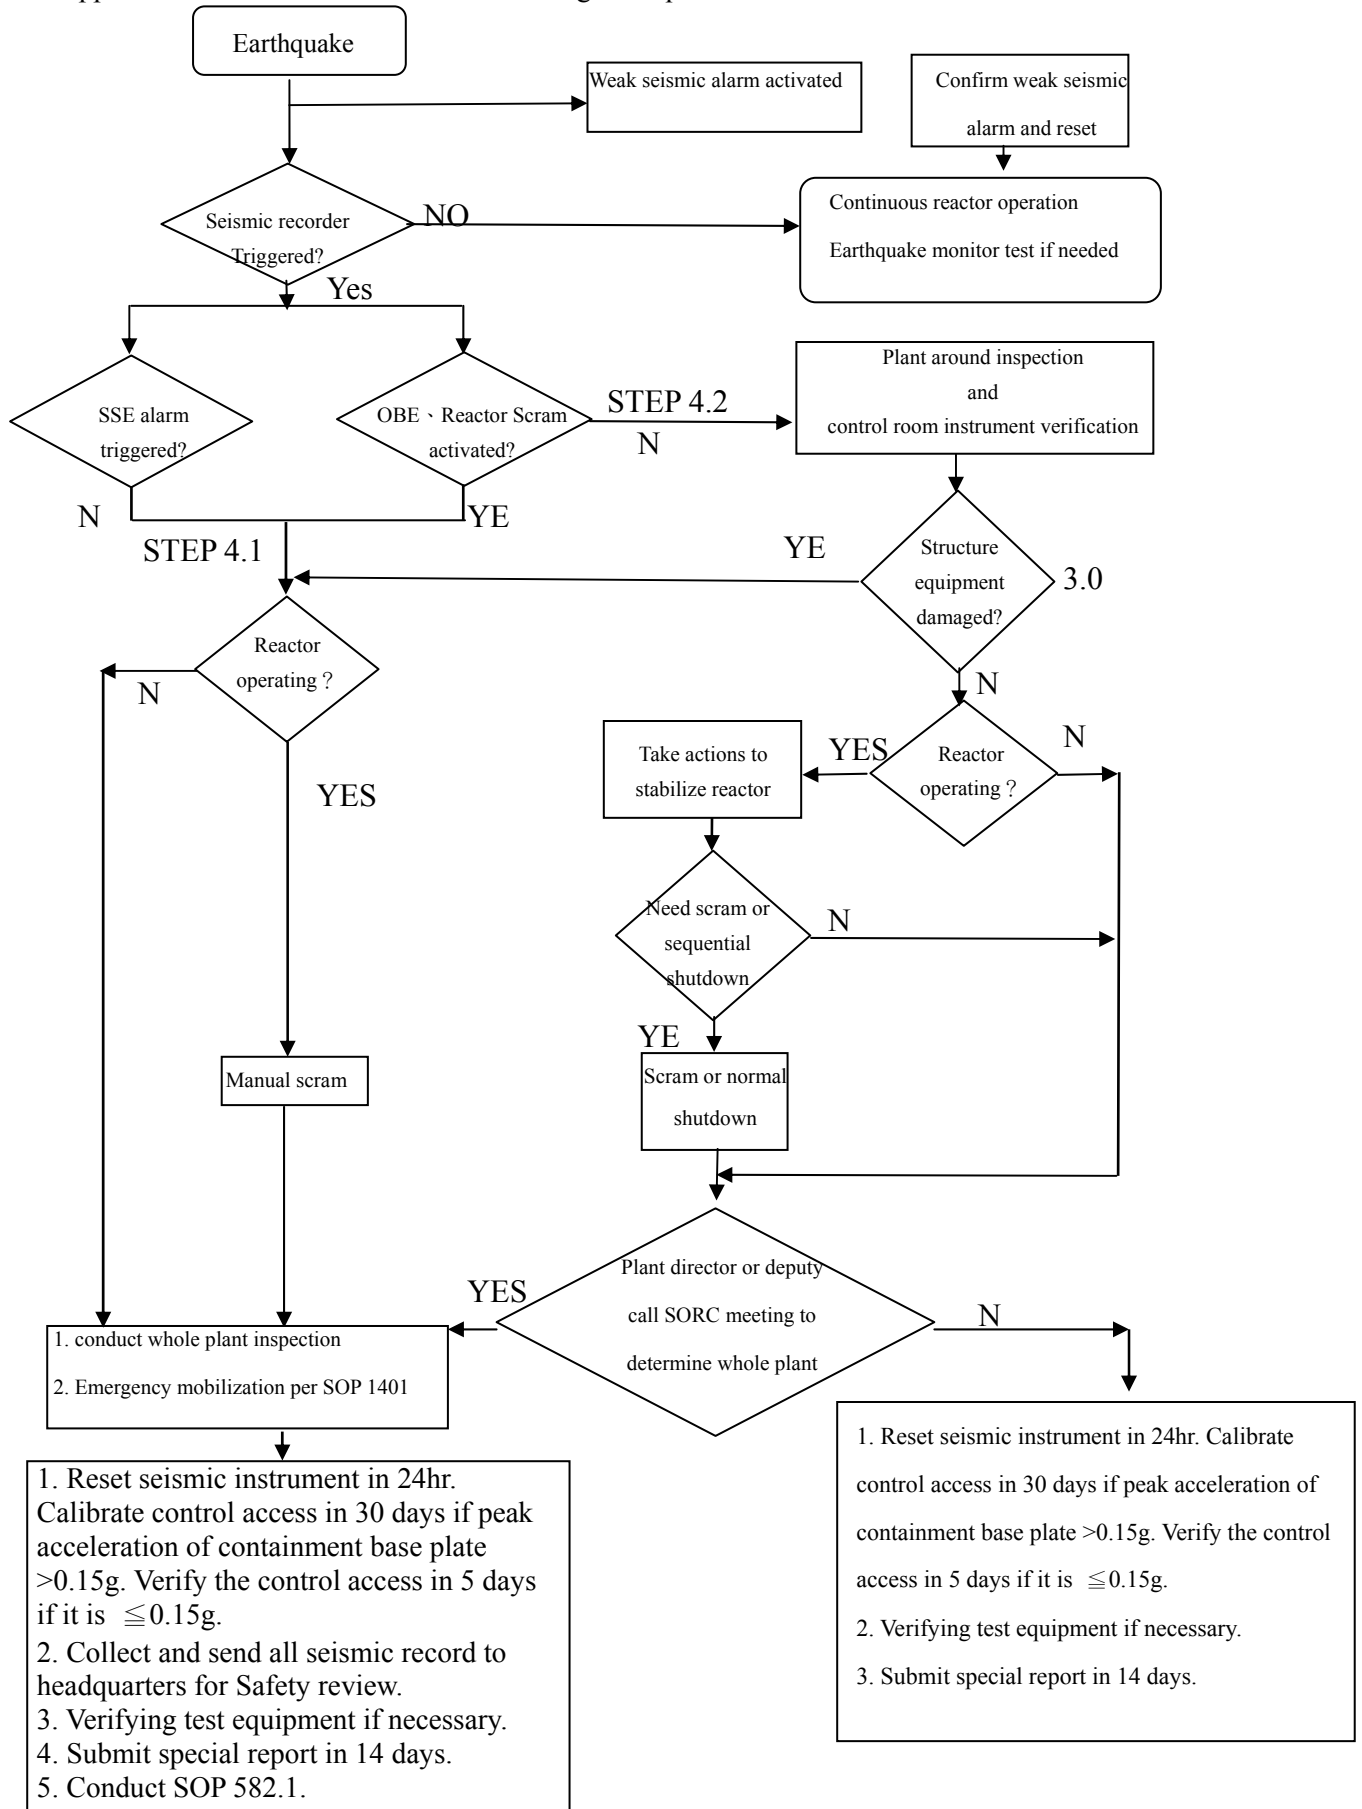 Earthquake
Weak seismic alarm activated
Confirm weak seismic
alarm and reset
Seismic recorder
Triggered?
NO
Continuous reactor operation
Earthquake monitor test if needed
Yes
SSE alarm
triggered?
OBE、Reactor Scram
activated?
STEP 4.2
N
Plant around inspection
and
control room instrument verification
N
YE
STEP 4.1
YE
Structure
equipment
damaged?
3.0
Reactor
operating？
N
YES
N
Take actions to
stabilize reactor
YES
Reactor
operating？
N
Need scram or
sequential
shutdown
N
YE
Manual scram
Scram or normal
shutdown
Plant director or deputy
call SORC meeting to
determine whole plant
YES
N
1. conduct whole plant inspection
2. Emergency mobilization per SOP 1401
1. Reset seismic instrument in 24hr.
Calibrate control access in 30 days if peak
acceleration of containment base plate
>0.15g. Verify the control access in 5 days
if it is ≦0.15g.
2. Collect and send all seismic record to
headquarters for Safety review.
3. Verifying test equipment if necessary.
4. Submit special report in 14 days.
5. Conduct SOP 582.1.
1. Reset seismic instrument in 24hr. Calibrate
control access in 30 days if peak acceleration of
containment base plate >0.15g. Verify the control
access in 5 days if it is ≦0.15g.
2. Verifying test equipment if necessary.
3. Submit special report in 14 days.